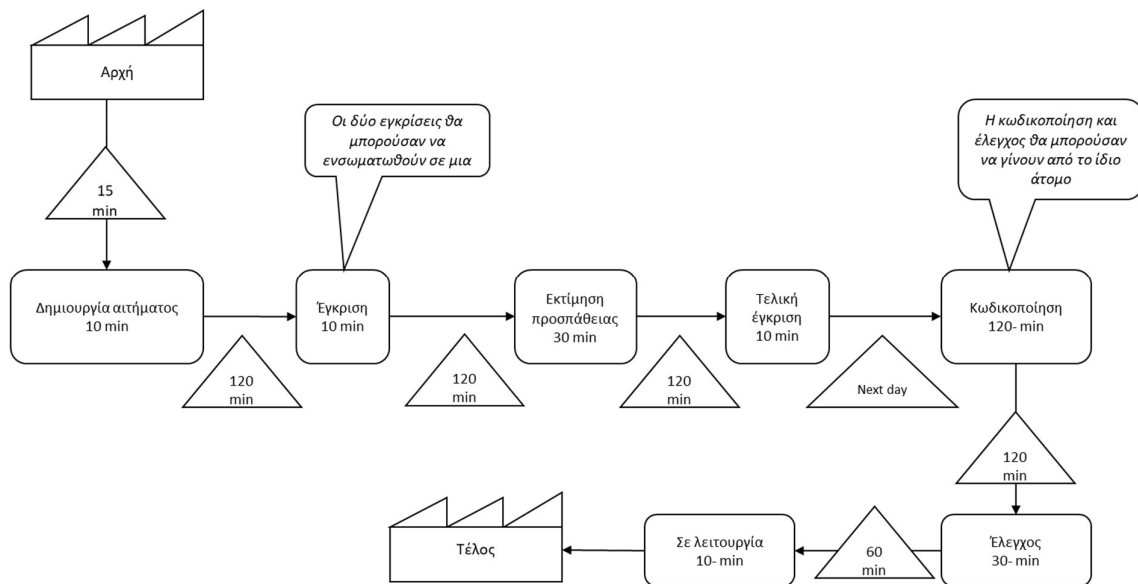 Αρχή
15
min
Οι δύο εγκρίσεις θα
μπορούσαν να
ενσωματωθούν σε μια
Η κωδικοποίηση και
έλεγχος θα μπορούσαν
να γίνουν από το ίδιο
άτομο
Δημιουργία αιτήματος
10 min
120
min
Έγκριση
10 min
120
min
Εκτίμηση
προσπάθειας
30 min
120
min
Τελική
έγκριση
10 min
Next day
Κωδικοποίηση
120- min
120
min
Έλεγχος
30- min
60
min
Σε λειτουργία
10- min
Τέλος